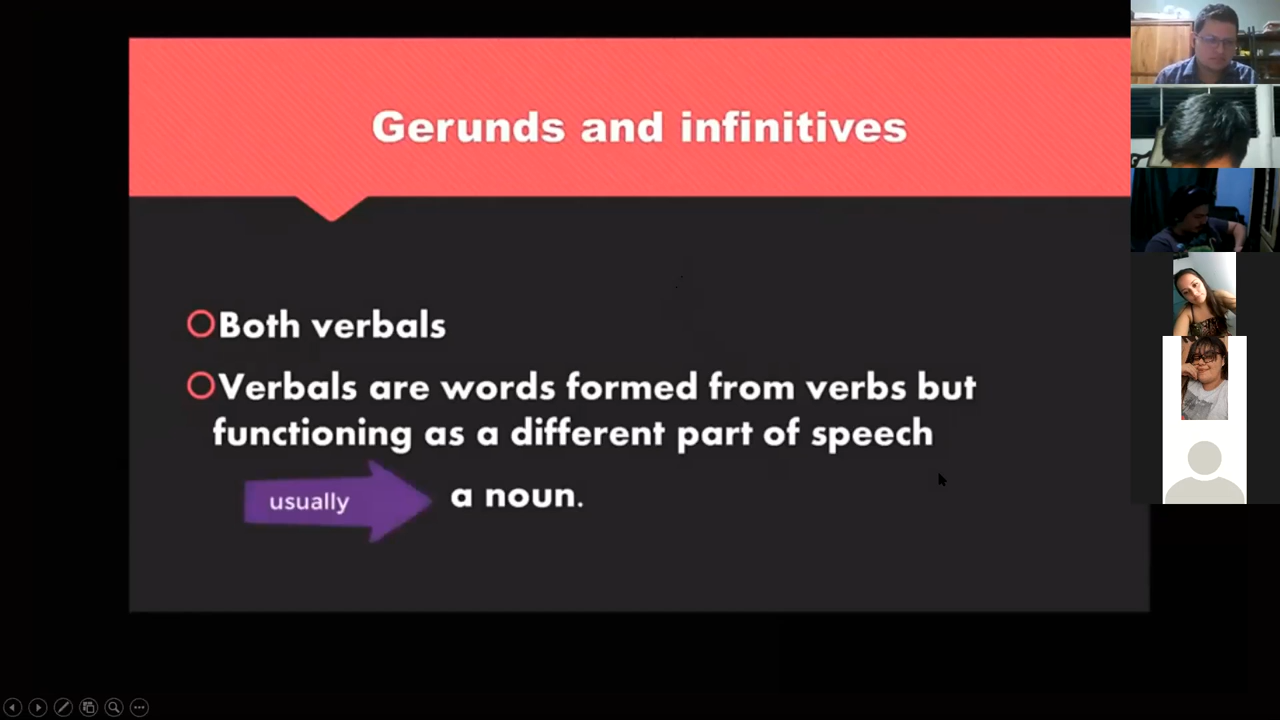 Gerunds and infinitives
Both verbals
Verbals are words formed from verbs but
functioning as a different part of speech
usually a noun.